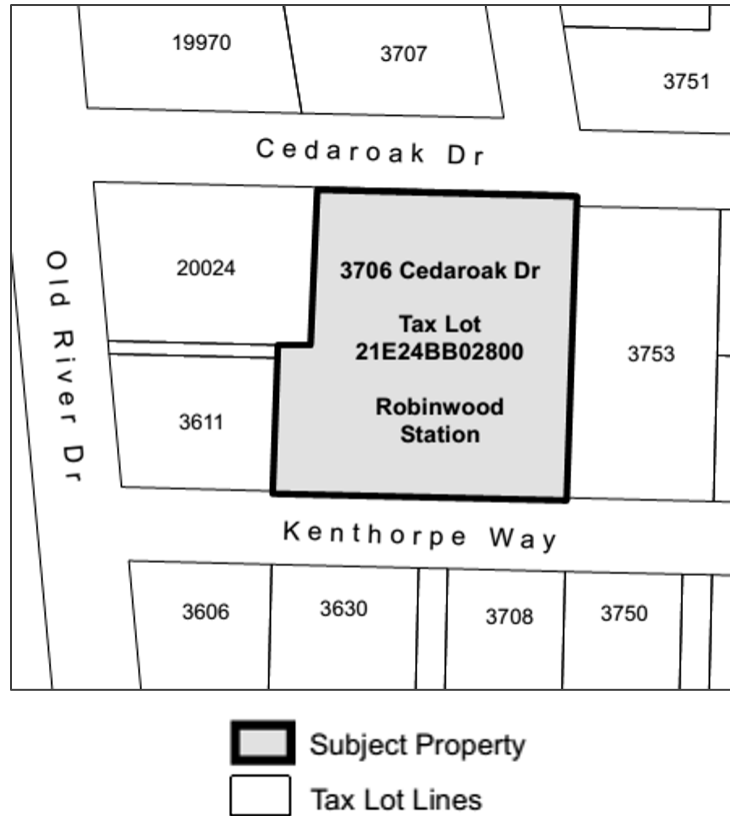 19970
3707
3751
Cedaroak Dr
Old River Dr
20024
3706 Cedaroak Dr
Tax Lot
21E24BB02800
Robinwood
Station
3753
3611
Kenthorpe Way
3606
3630
3708
3750
Subject Property
Tax Lot Lines